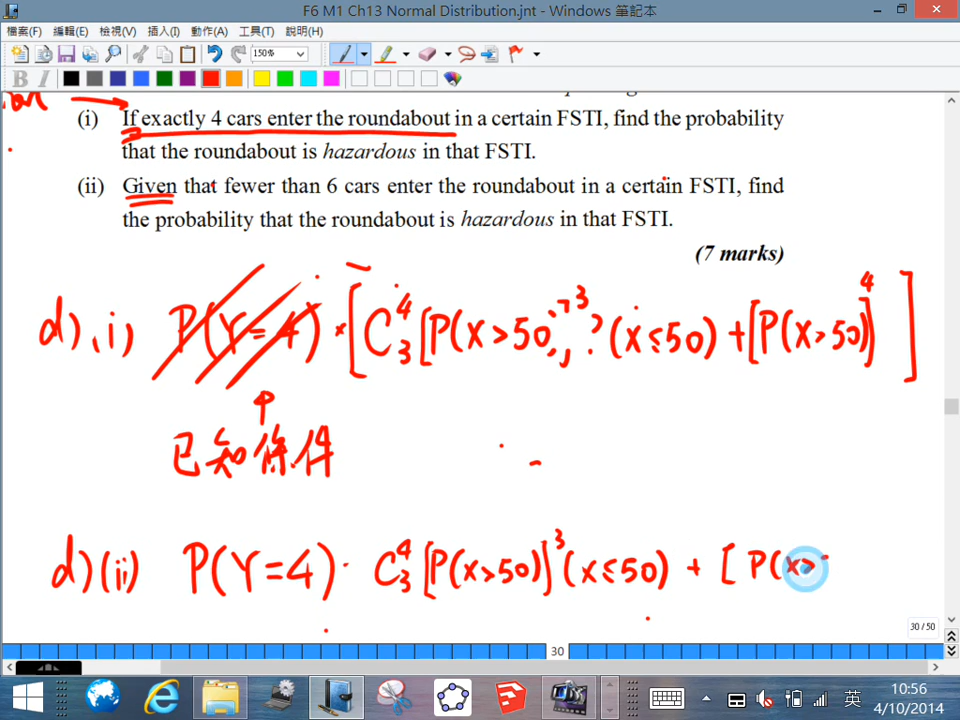 F6 M1 Ch13 Normal Distribution.jnt - Windows 筆記本
檔案(F) 編輯(E) 檢視(V) 插入(I) 動作(A) 工具(T) 說明(H)
150%
B I
(i) If exactly 4 cars enter the roundabout in a certain FSTI, find the probability
that the roundabout is hazardous in that FSTI.
(ii) Given that fewer than 6 cars enter the roundabout in a certain FSTI, find
the probability that the roundabout is hazardous in that FSTI.
(7 marks)
d).i) P(Y=4) × [C⁴₃[P(X>50)]³(X≤50) + [P(X>50)]⁴]
已知條件
d)(ii) P(Y=4) · C⁴₃[P(X>50)]³(X≤50) + [P(X>
30 / 50
30
英
10:56
4/10/2014